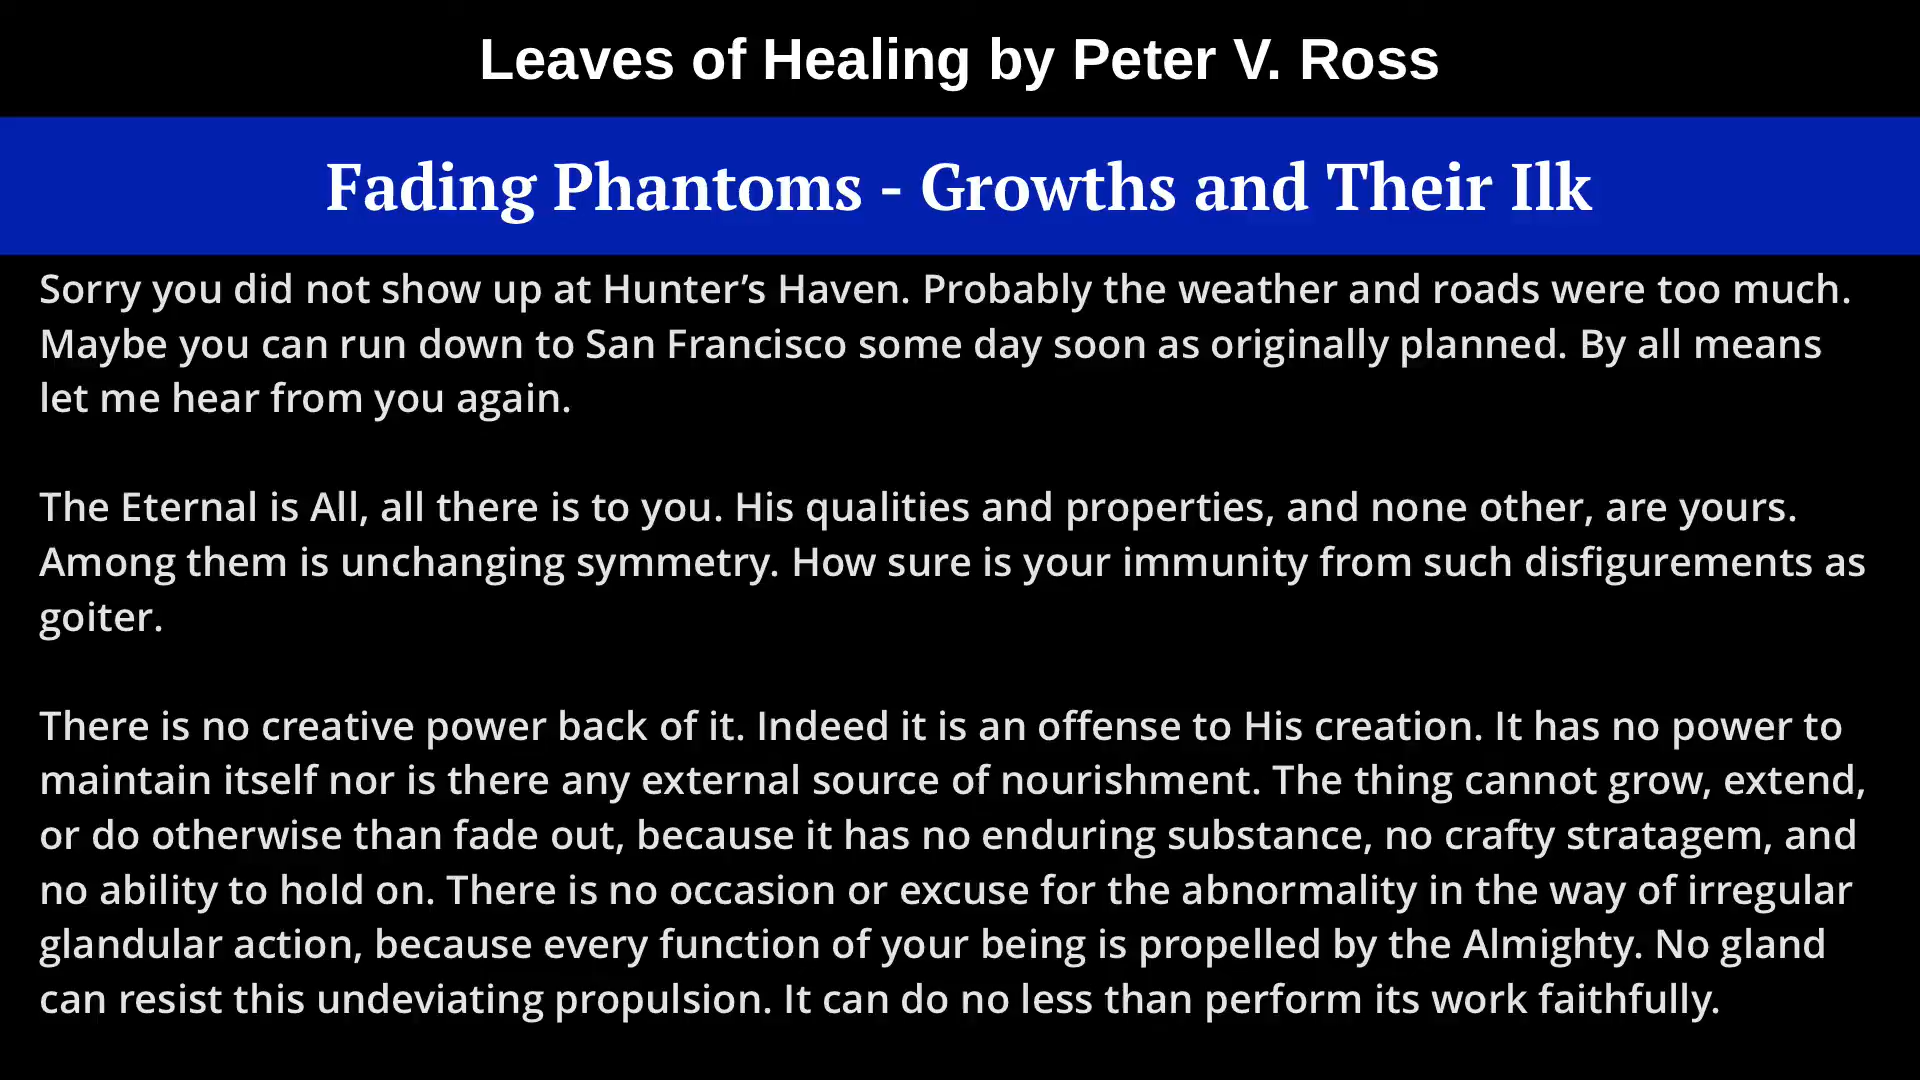 Leaves of Healing by Peter V. Ross
Fading Phantoms - Growths and Their Ilk
Sorry you did not show up at Hunter’s Haven. Probably the weather and roads were too much.
Maybe you can run down to San Francisco some day soon as originally planned. By all means
let me hear from you again.
The Eternal is All, all there is to you. His qualities and properties, and none other, are yours.
Among them is unchanging symmetry. How sure is your immunity from such disfigurements as
goiter.
There is no creative power back of it. Indeed it is an offense to His creation. It has no power to
maintain itself nor is there any external source of nourishment. The thing cannot grow, extend,
or do otherwise than fade out, because it has no enduring substance, no crafty stratagem, and
no ability to hold on. There is no occasion or excuse for the abnormality in the way of irregular
glandular action, because every function of your being is propelled by the Almighty. No gland
can resist this undeviating propulsion. It can do no less than perform its work faithfully.